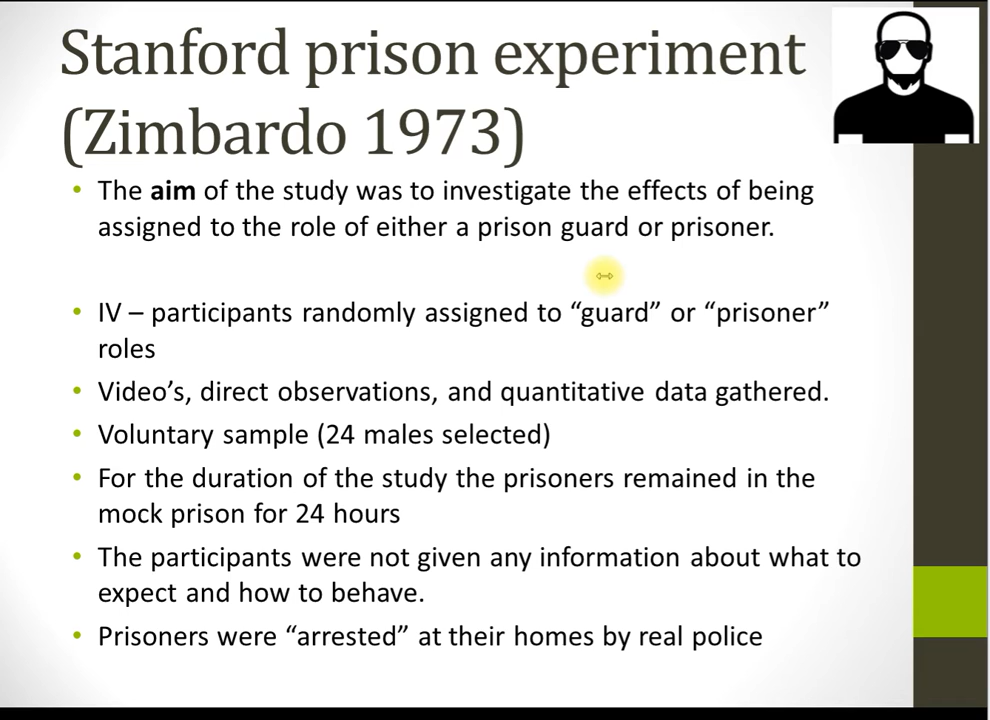 Stanford prison experiment
(Zimbardo 1973)
• The aim of the study was to investigate the effects of being
assigned to the role of either a prison guard or prisoner.
• IV – participants randomly assigned to “guard” or “prisoner”
roles
• Video’s, direct observations, and quantitative data gathered.
• Voluntary sample (24 males selected)
• For the duration of the study the prisoners remained in the
mock prison for 24 hours
• The participants were not given any information about what to
expect and how to behave.
• Prisoners were “arrested” at their homes by real police